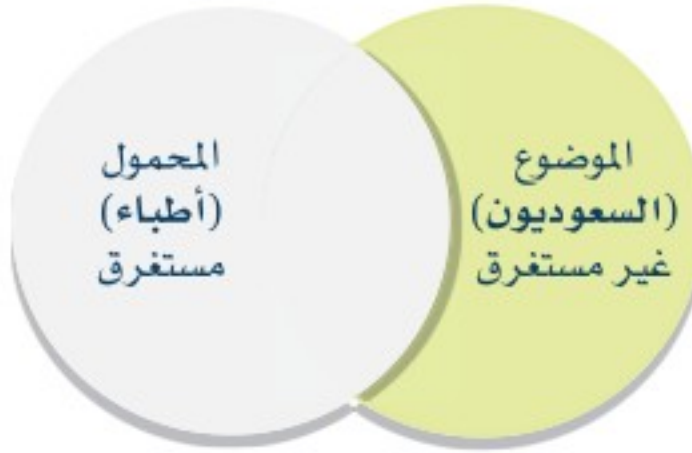 الموضوع
(السعوديون)
غير مستغرق
المحمول
(أطباء)
مستغرق